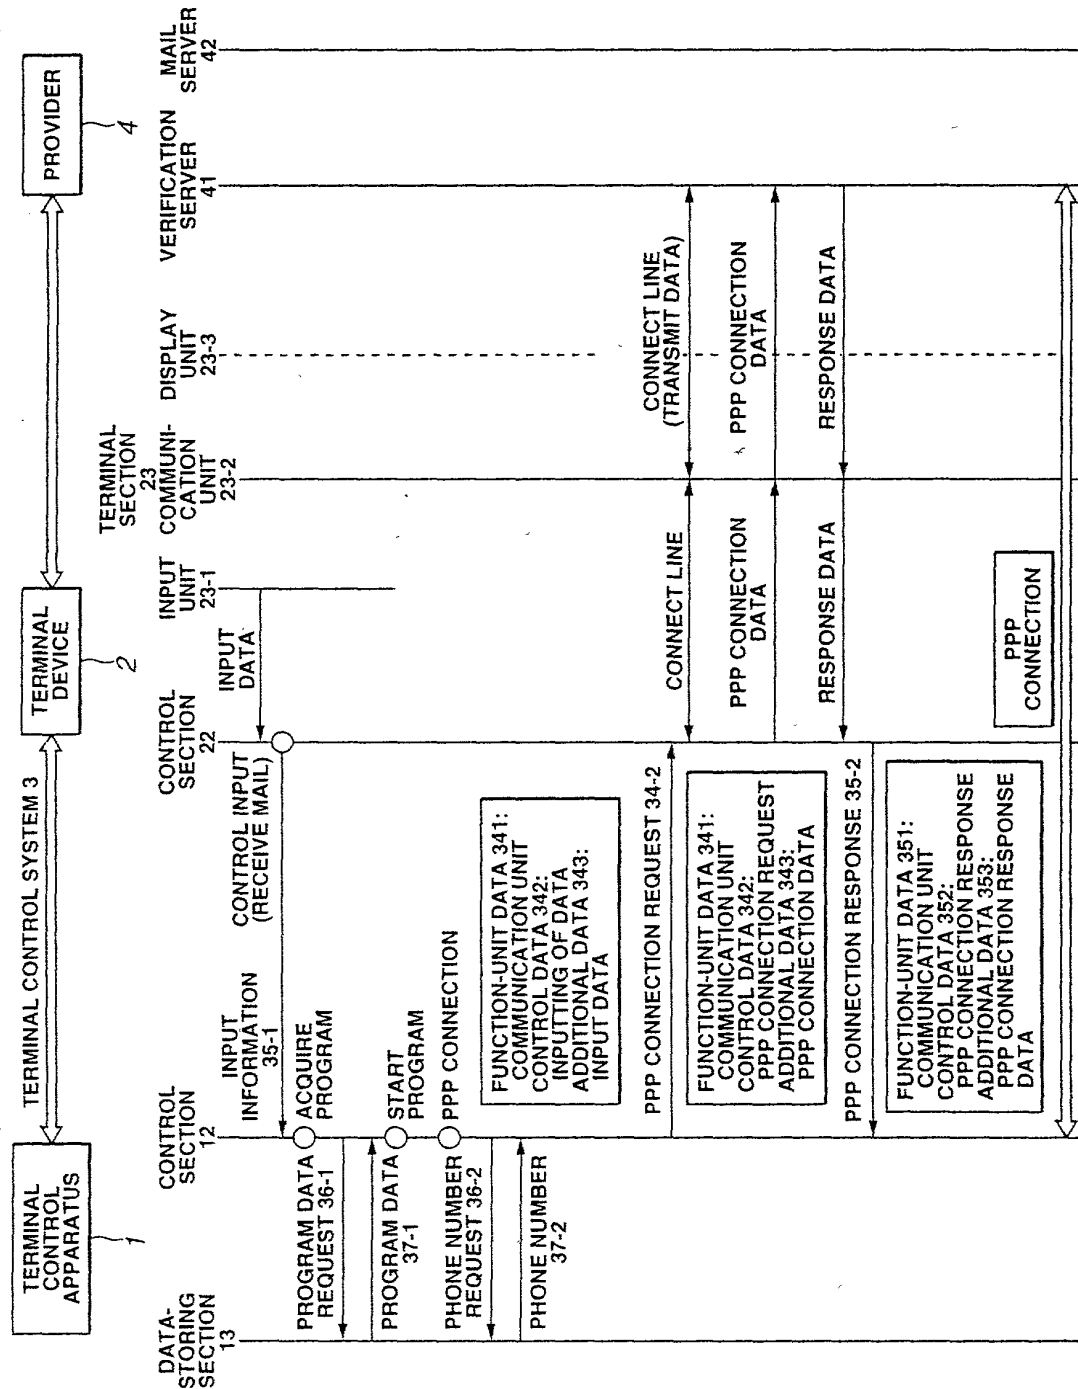 TERMINAL
CONTROL
APPARATUS
1
TERMINAL CONTROL SYSTEM 3
TERMINAL
DEVICE
2
PROVIDER
4
DATA-
STORING
SECTION
13
CONTROL
SECTION
12
CONTROL
SECTION
22
INPUT
UNIT
23-1
TERMINAL
SECTION
23
COMMUNI-
CATION
UNIT
23-2
DISPLAY
UNIT
23-3
VERIFICATION
SERVER
41
MAIL
SERVER
42
INPUT
DATA
CONTROL INPUT
(RECEIVE MAIL)
INPUT
INFORMATION
35-1
ACQUIRE
PROGRAM
PROGRAM DATA
REQUEST 36-1
PROGRAM DATA
37-1
START
PROGRAM
PPP CONNECTION
PHONE NUMBER
REQUEST 36-2
PHONE NUMBER
37-2
FUNCTION-UNIT DATA 341:
COMMUNICATION UNIT
CONTROL DATA 342:
INPUTTING OF DATA
ADDITIONAL DATA 343:
INPUT DATA
PPP CONNECTION REQUEST 34-2
CONNECT LINE
CONNECT LINE
(TRANSMIT DATA)
FUNCTION-UNIT DATA 341:
COMMUNICATION UNIT
CONTROL DATA 342:
PPP CONNECTION REQUEST
ADDITIONAL DATA 343:
PPP CONNECTION DATA
PPP CONNECTION
DATA
PPP CONNECTION
DATA
RESPONSE DATA
RESPONSE DATA
PPP CONNECTION RESPONSE 35-2
FUNCTION-UNIT DATA 351:
COMMUNICATION UNIT
CONTROL DATA 352:
PPP CONNECTION RESPONSE
ADDITIONAL DATA 353:
PPP CONNECTION RESPONSE
DATA
PPP
CONNECTION